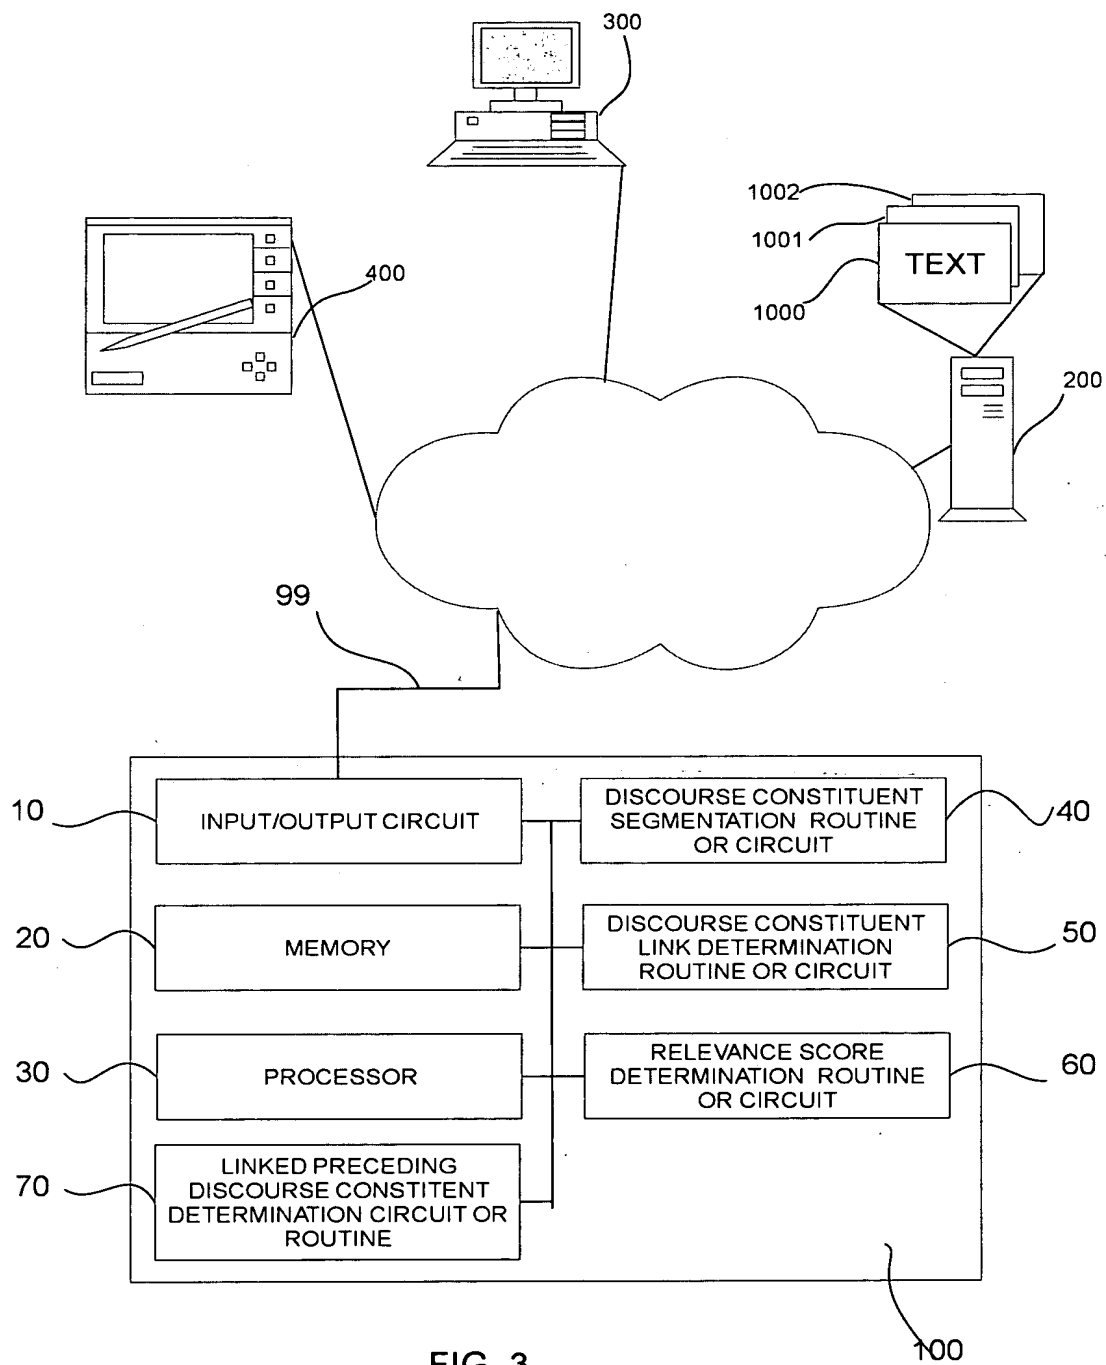 300
1002
1001
TEXT
1000
400
200
99
10
INPUT/OUTPUT CIRCUIT
DISCOURSE CONSTITUENT
SEGMENTATION ROUTINE
OR CIRCUIT
40
20
MEMORY
DISCOURSE CONSTITUENT
LINK DETERMINATION
ROUTINE OR CIRCUIT
50
30
PROCESSOR
RELEVANCE SCORE
DETERMINATION ROUTINE
OR CIRCUIT
60
70
LINKED PRECEDING
DISCOURSE CONSTITENT
DETERMINATION CIRCUIT OR
ROUTINE
100
FIG. 3